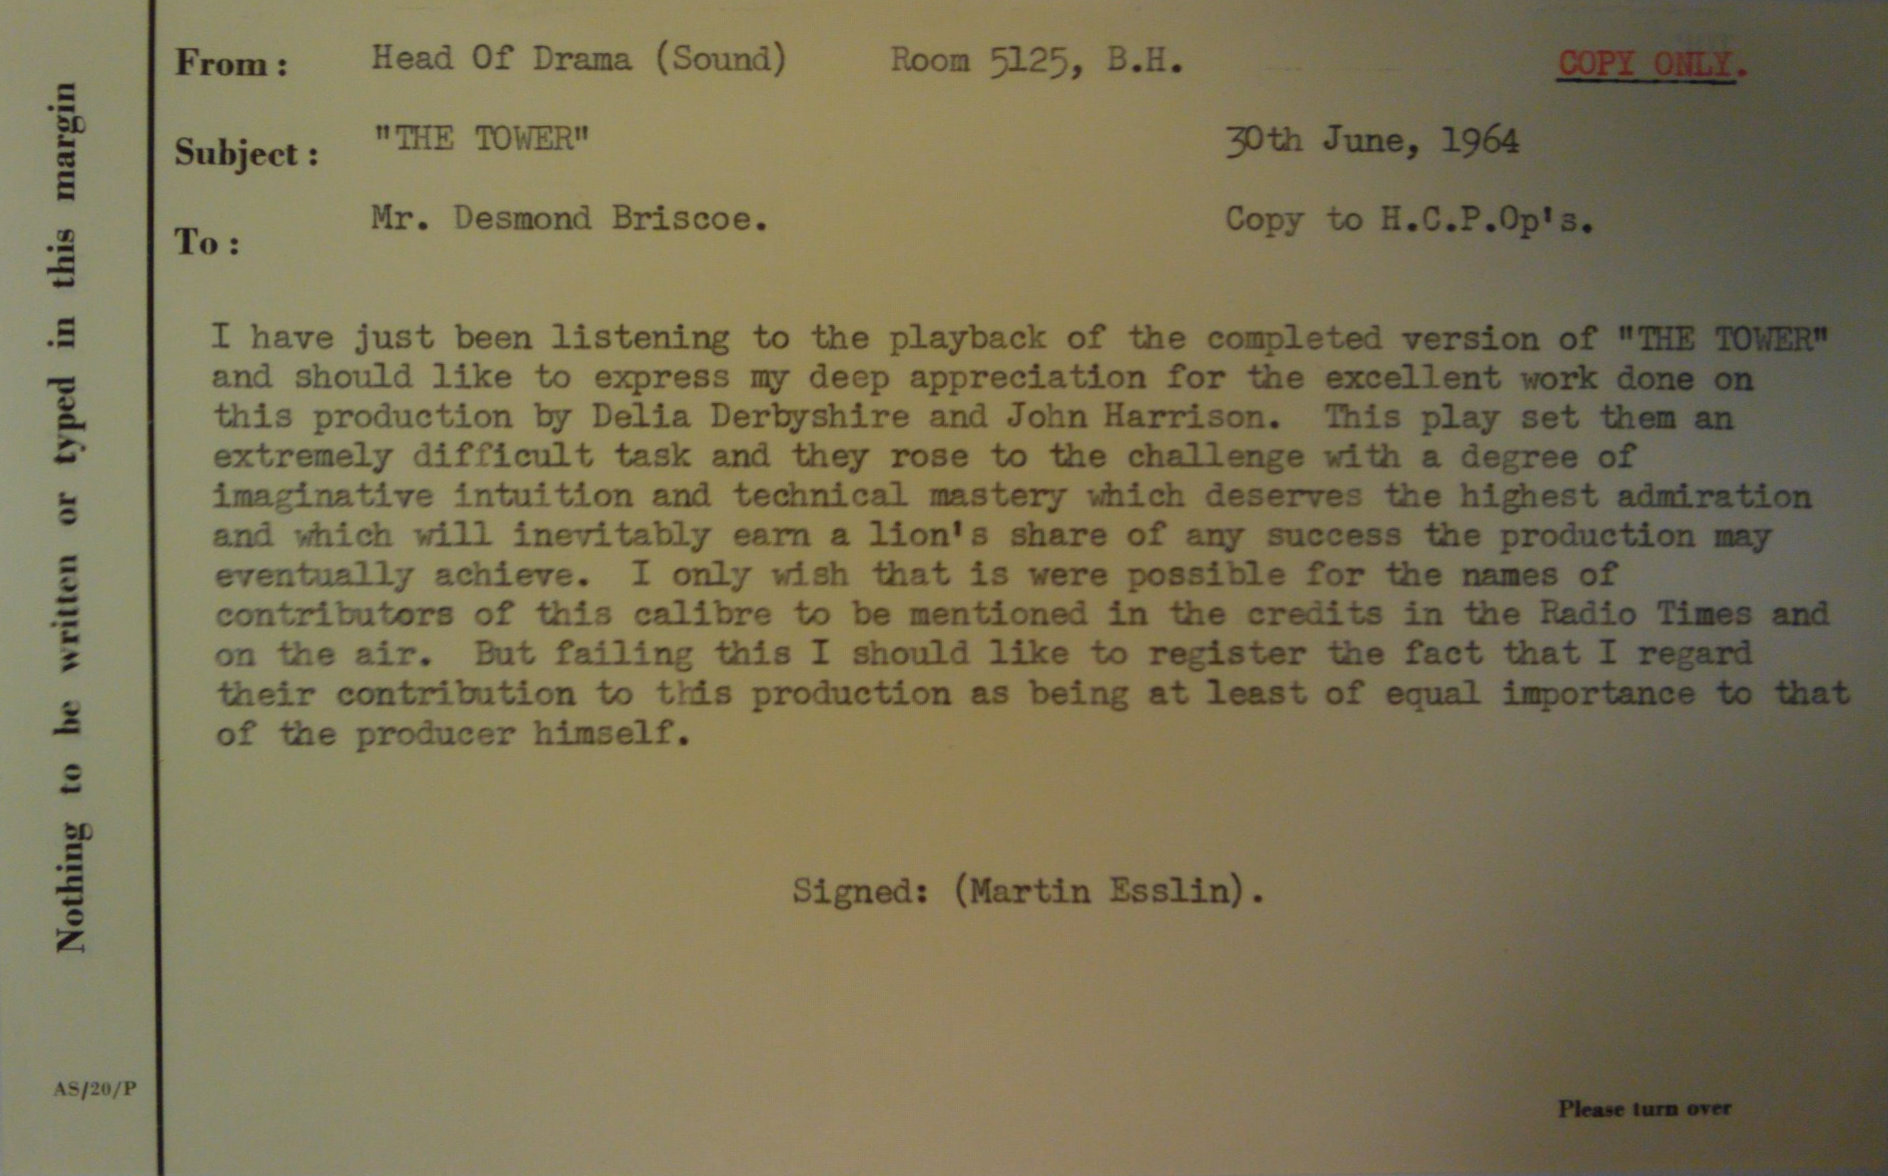 From: Head Of Drama (Sound) Room 5125, B.H. COPY ONLY.
Subject: "THE TOWER" 30th June, 1964
To: Mr. Desmond Briscoe. Copy to H.C.P.Op's.
I have just been listening to the playback of the completed version of "THE TOWER"
and should like to express my deep appreciation for the excellent work done on
this production by Delia Derbyshire and John Harrison. This play set them an
extremely difficult task and they rose to the challenge with a degree of
imaginative intuition and technical mastery which deserves the highest admiration
and which will inevitably earn a lion's share of any success the production may
eventually achieve. I only wish that is were possible for the names of
contributors of this calibre to be mentioned in the credits in the Radio Times and
on the air. But failing this I should like to register the fact that I regard
their contribution to this production as being at least of equal importance to that
of the producer himself.
Signed: (Martin Esslin).
Nothing to be written or typed in this margin
AS/20/P
Please turn over